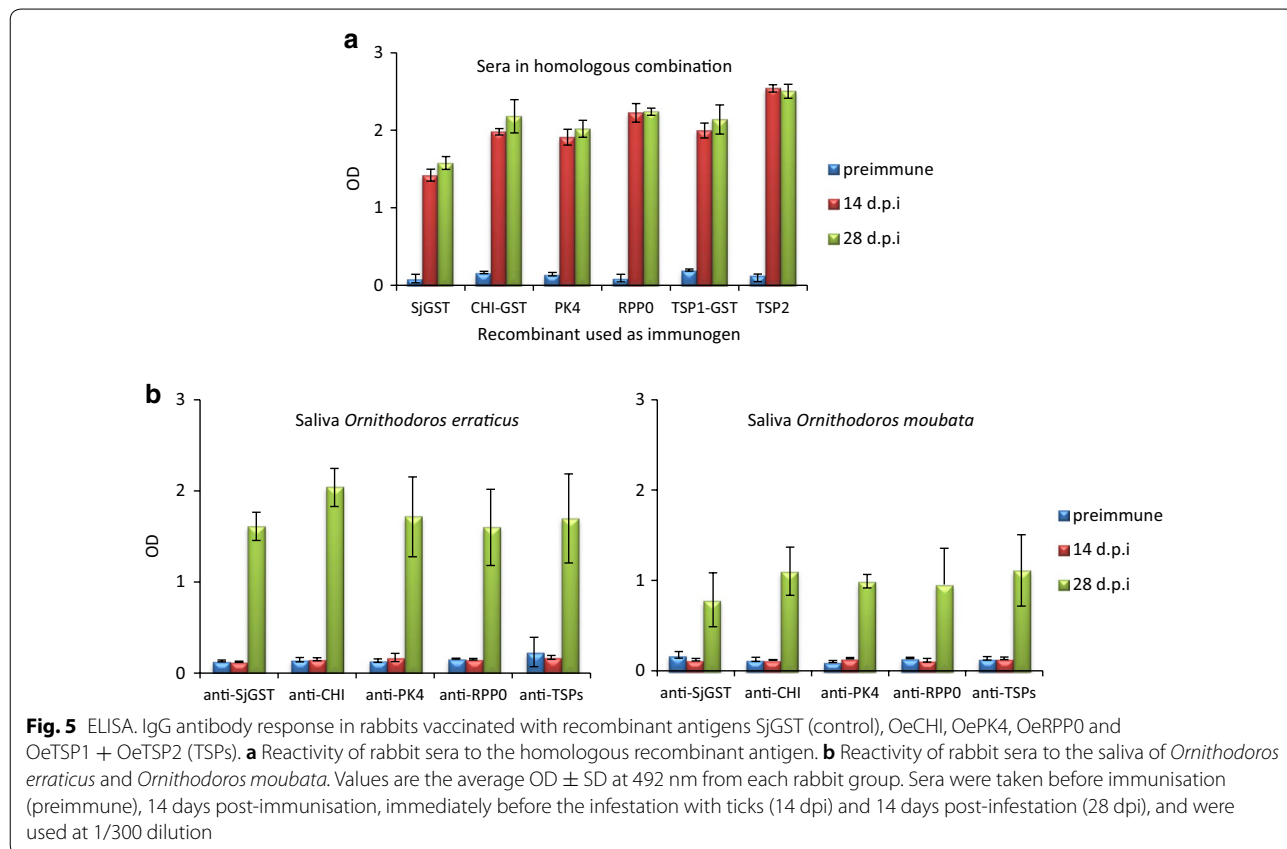 a
3
Sera in homologous combination
2
OD
1
0
preimmune
14 d.p.i
28 d.p.i
SjGST CHI-GST PK4 RPP0 TSP1-GST TSP2
Recombinant used as immunogen
b
3
Saliva Ornithodoros erraticus
2
OD
1
0
anti-SjGST anti-CHI anti-PK4 anti-RPP0 anti-TSPs
3
Saliva Ornithodoros moubata
2
1
0
preimmune
14 d.p.i
28 d.p.i
anti-SjGST anti-CHI anti-PK4 anti-RPP0 anti-TSPs
Fig. 5 ELISA. IgG antibody response in rabbits vaccinated with recombinant antigens SjGST (control), OeCHI, OePK4, OeRPP0 and
OeTSP1 + OeTSP2 (TSPs). a Reactivity of rabbit sera to the homologous recombinant antigen. b Reactivity of rabbit sera to the saliva of Ornithodoros
erraticus and Ornithodoros moubata. Values are the average OD ± SD at 492 nm from each rabbit group. Sera were taken before immunisation
(preimmune), 14 days post-immunisation, immediately before the infestation with ticks (14 dpi) and 14 days post-infestation (28 dpi), and were
used at 1/300 dilution